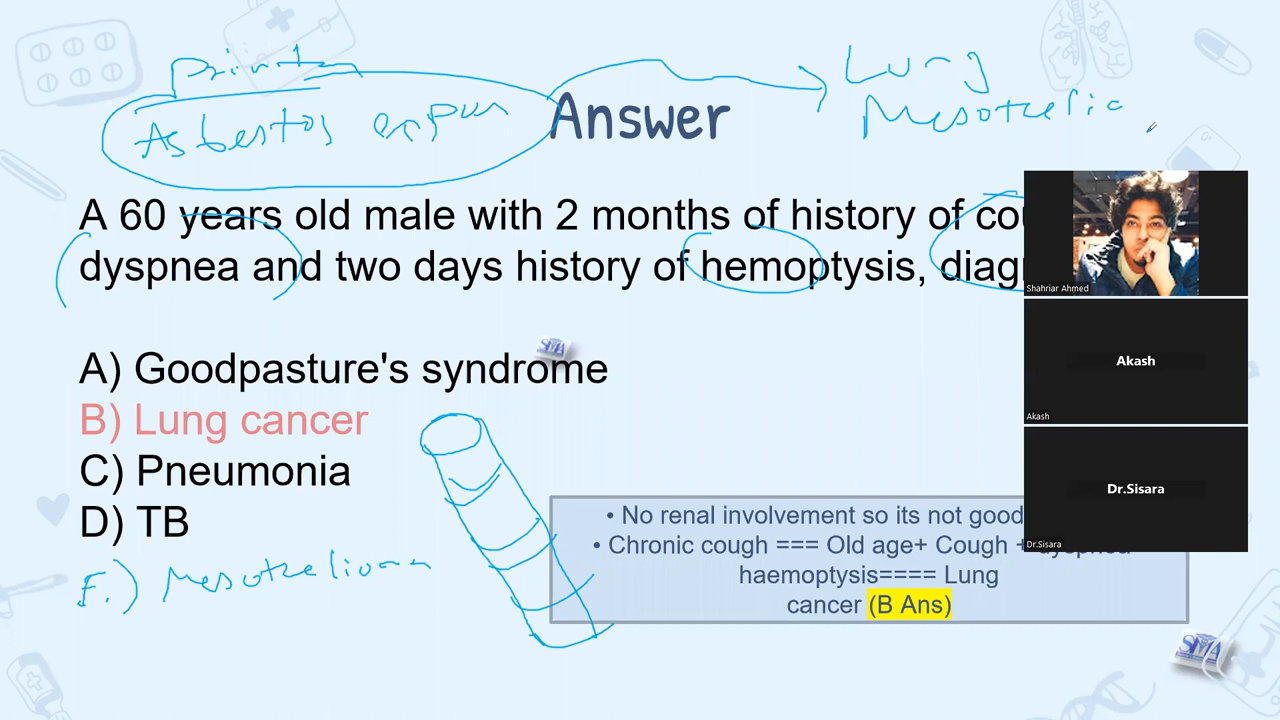 Lung
Asbestos
Answer
A 60 years old male with 2 months of history of
dyspnea and two days history of hemoptysis,
A) Goodpasture's syndrome
B) Lung cancer
C) Pneumonia
D) TB
• No renal involvement so its not good
• Chronic cough === Old age+ Cough +
haemoptysis==== Lung
cancer (B Ans)
Shahriar Ahmed
Akash
Akash
Dr.Sisara
Dr.Sisara
SMA
SMA